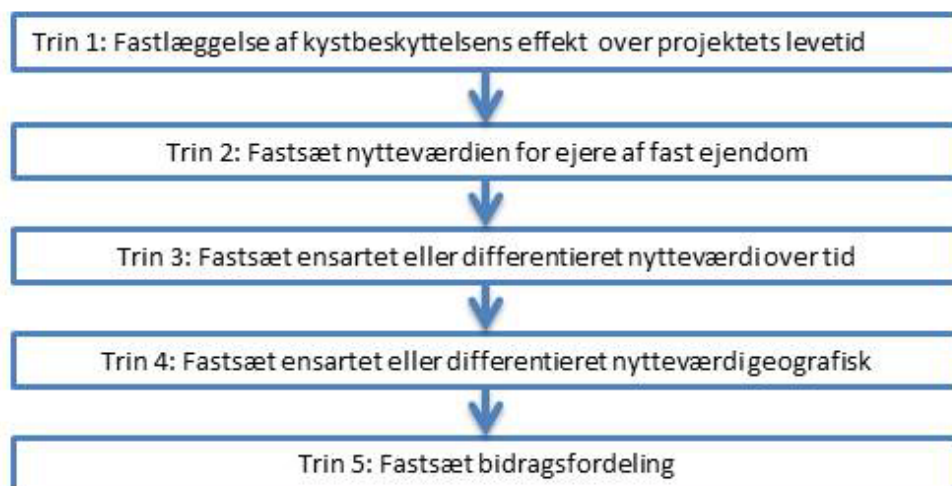 Trin 1: Fastlæggelse af kystbeskyttelsens effekt over projektets levetid
Trin 2: Fastsæt nytteværdien for ejere af fast ejendom
Trin 3: Fastsæt ensartet eller differentieret nytteværdi over tid
Trin 4: Fastsæt ensartet eller differentieret nytteværdi geografisk
Trin 5: Fastsæt bidragsfordeling